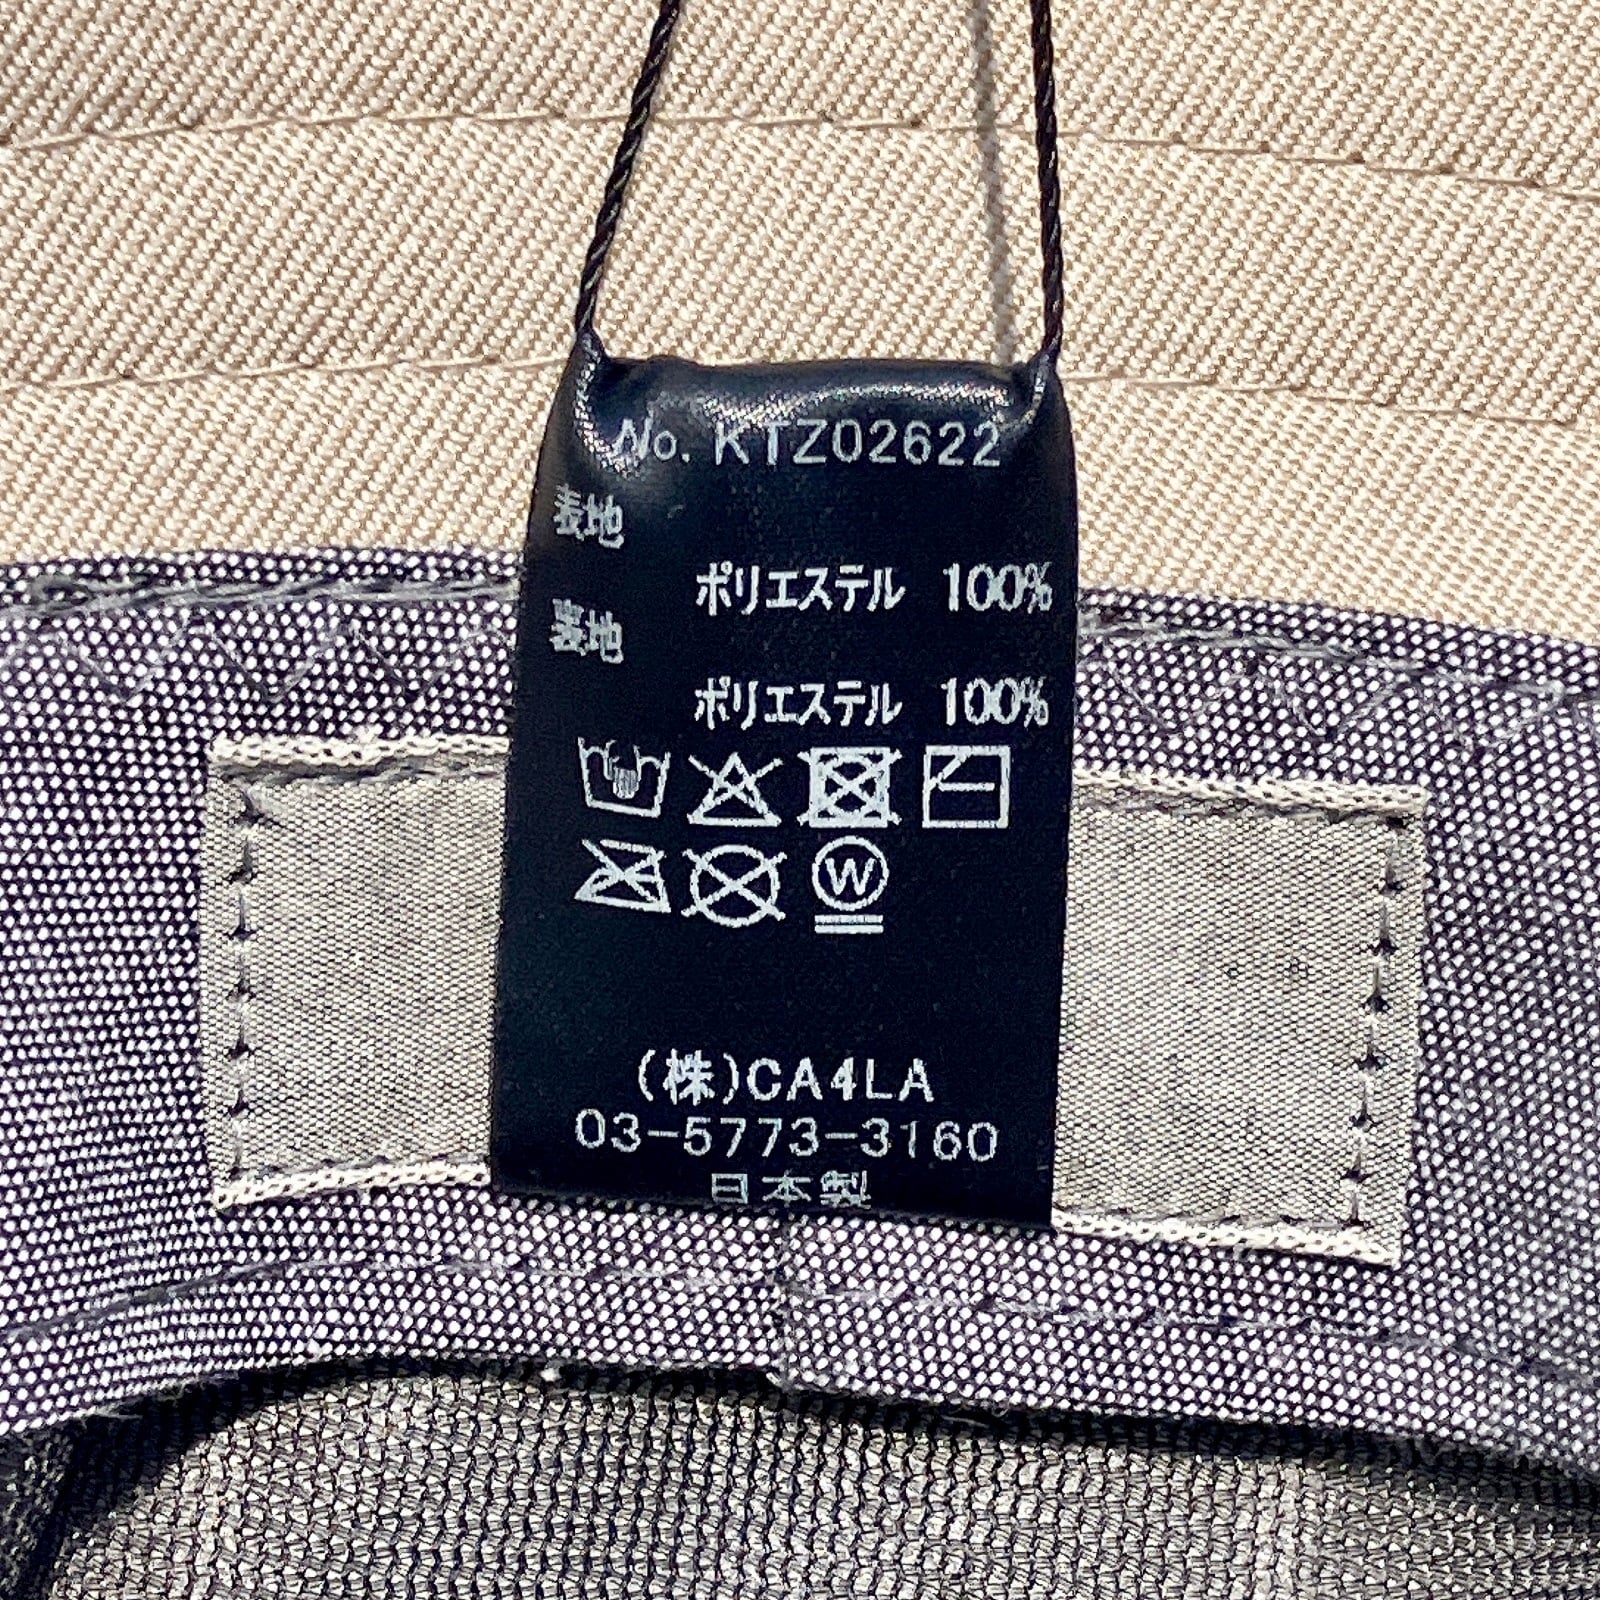 No. KTZ02622
表地
ポリエステル 100%
裏地
ポリエステル 100%
W
(株)CA4LA
03-5773-3160
日本製